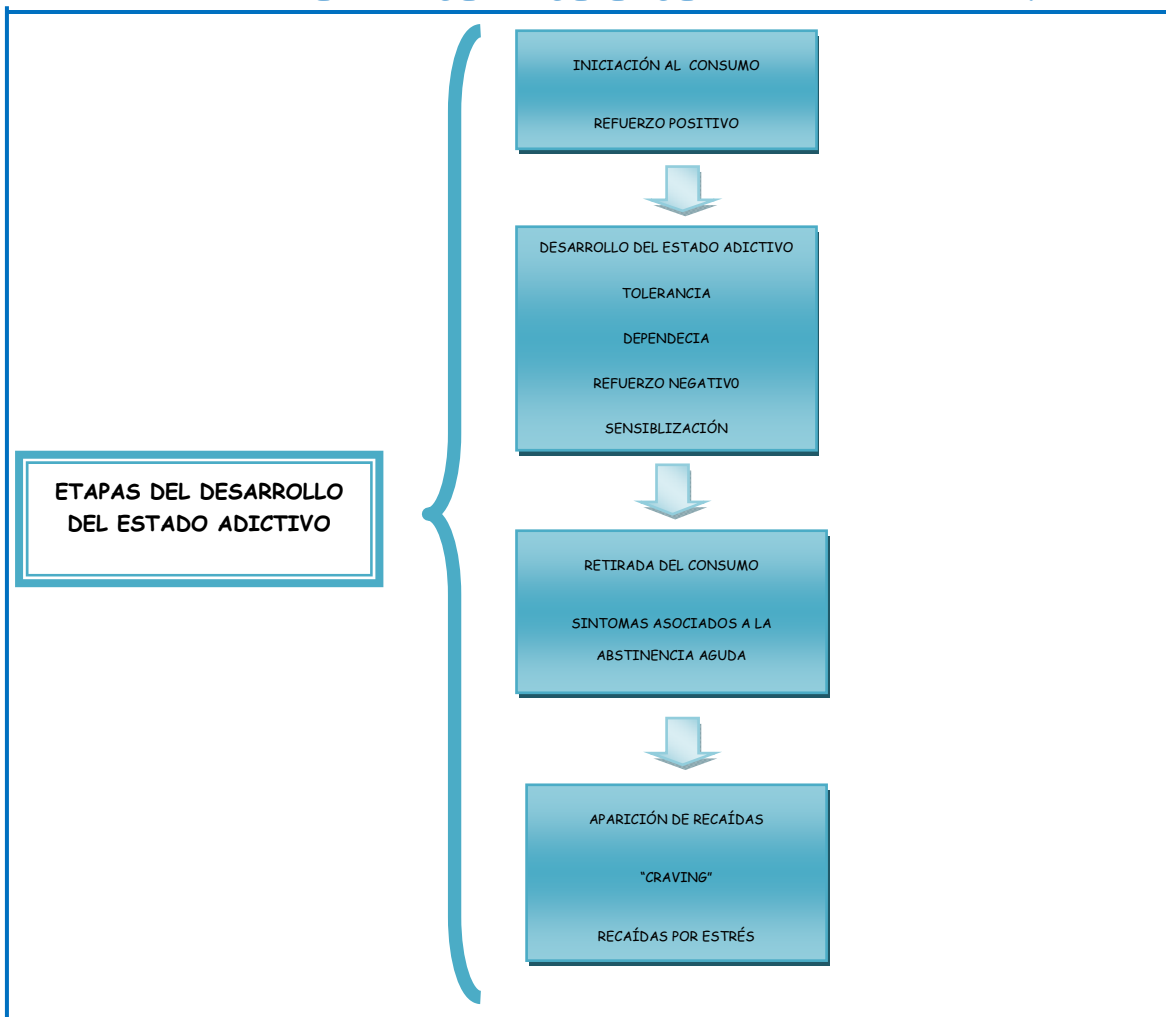 ETAPAS DEL DESARROLLO
DEL ESTADO ADICTIVO
INICIACIÓN AL CONSUMO
REFUERZO POSITIVO
DESARROLLO DEL ESTADO ADICTIVO
TOLERANCIA
DEPENDECIA
REFUERZO NEGATIV0
SENSIBLIZACIÓN
RETIRADA DEL CONSUMO
SINTOMAS ASOCIADOS A LA
ABSTINENCIA AGUDA
APARICIÓN DE RECAÍDAS
“CRAVING”
RECAÍDAS POR ESTRÉS